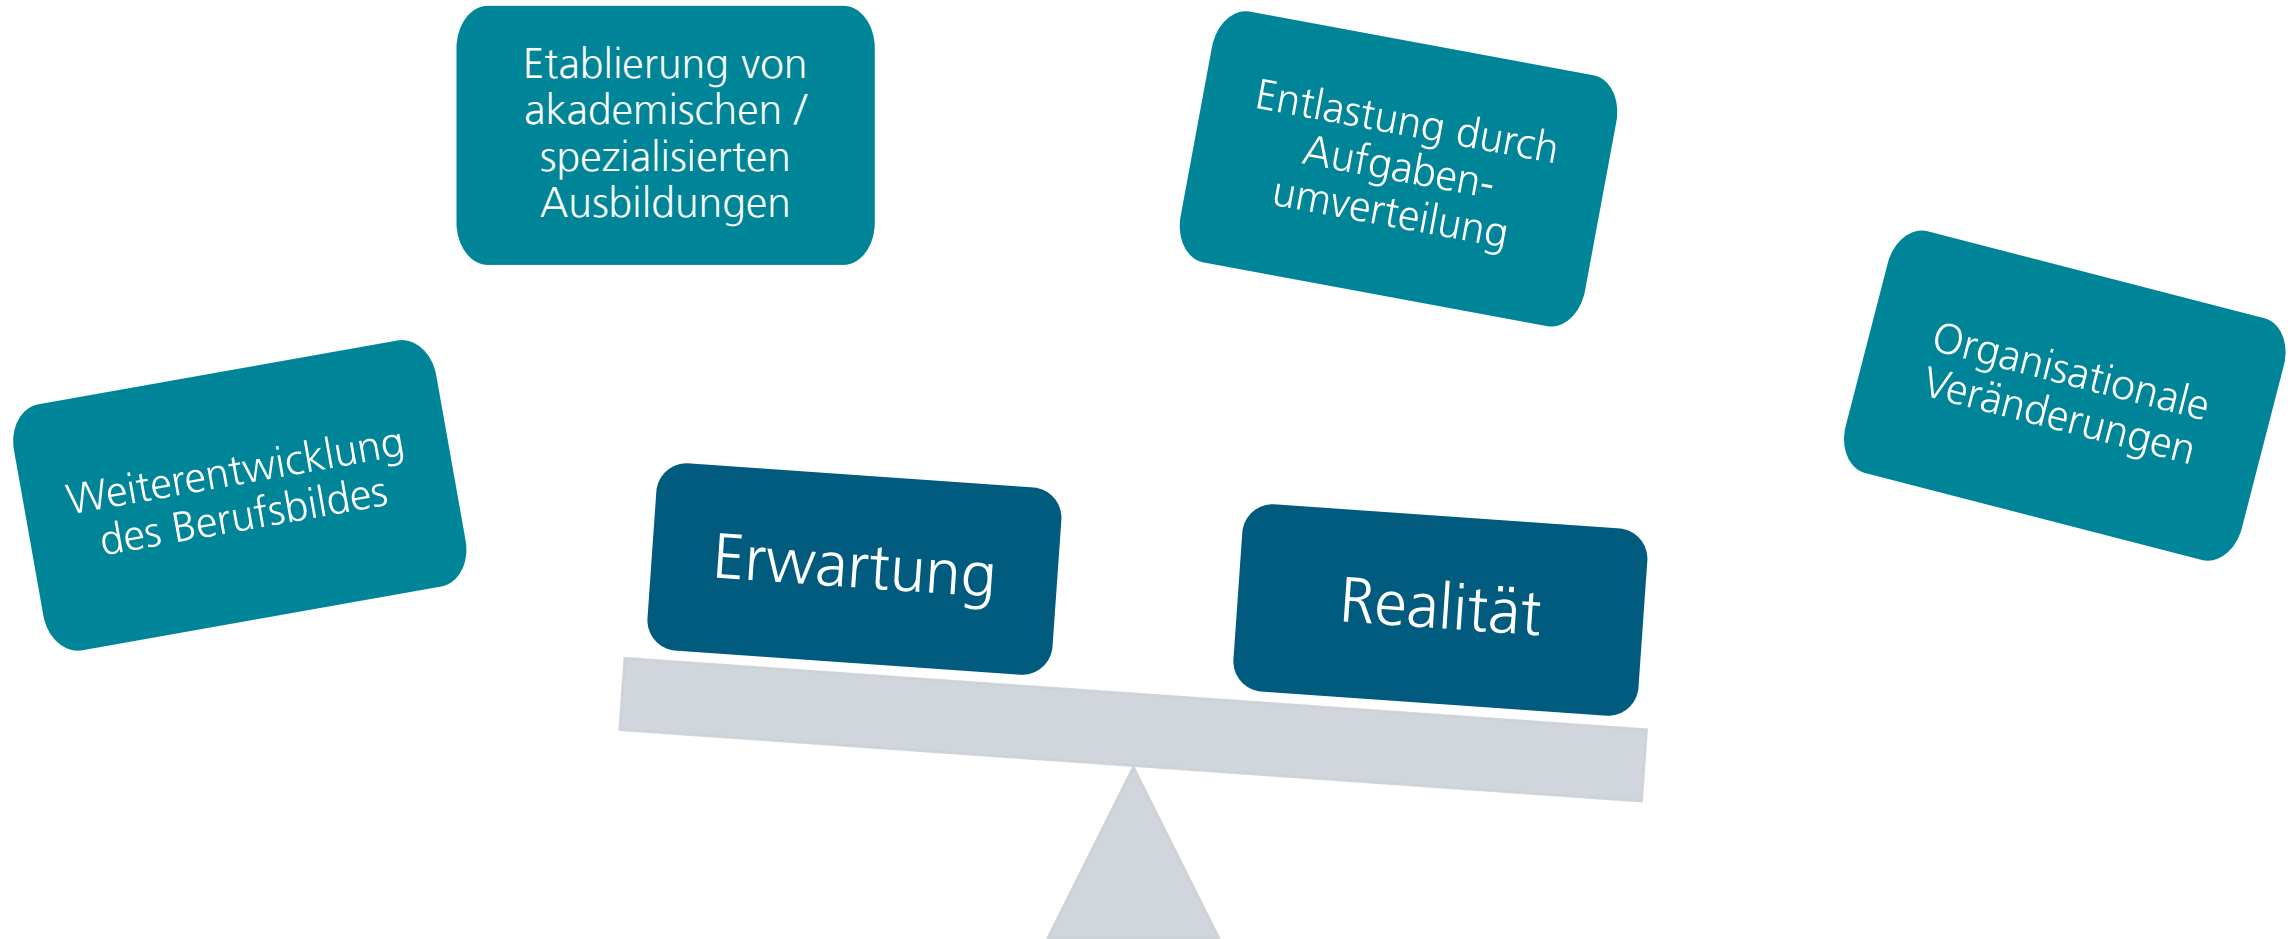 Etablierung von
akademischen /
spezialisierten
Ausbildungen
Entlastung durch
Aufgaben-
umverteilung
Organisationale
Veränderungen
Weiterentwicklung
des Berufsbildes
Erwartung
Realität